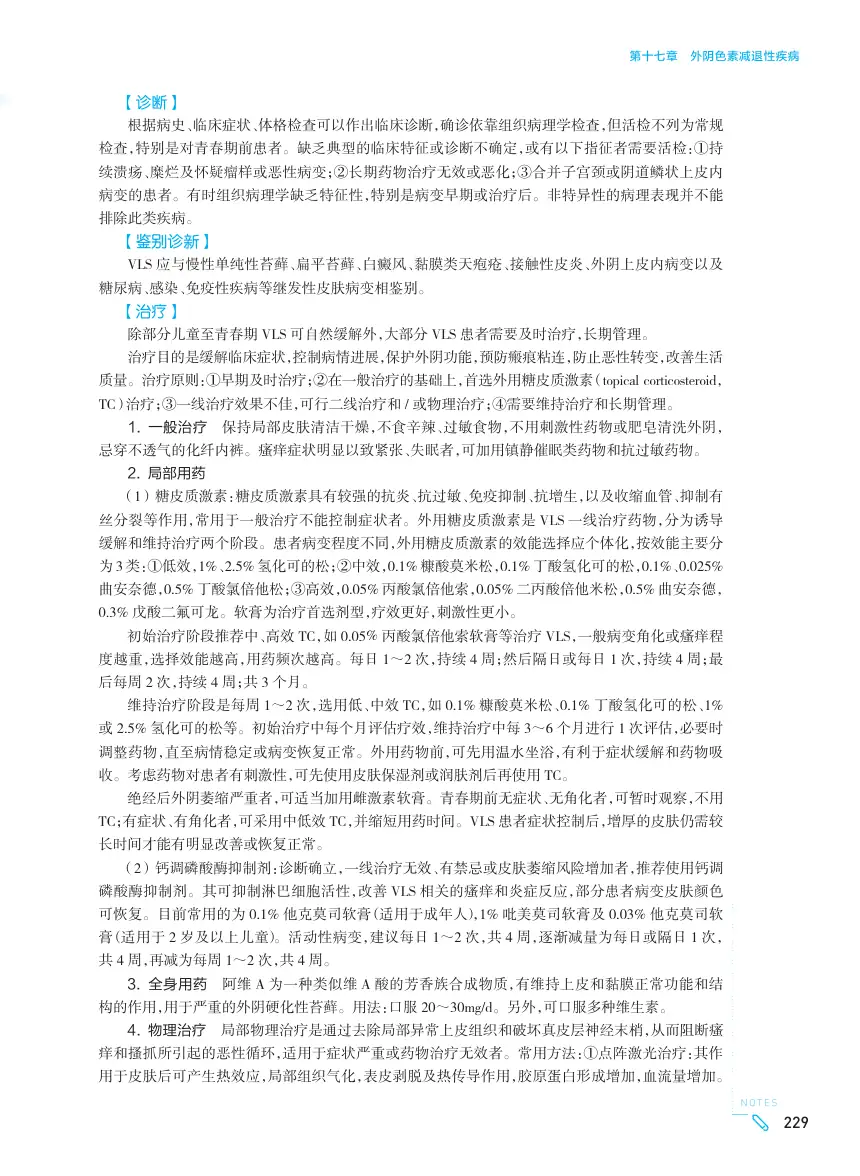 第十七章 外阴色素减退性疾病
【诊断】
根据病史、临床症状、体格检查可以作出临床诊断,确诊依靠组织病理学检查,但活检不列为常规
检查,特别是对青春期前患者。缺乏典型的临床特征或诊断不确定,或有以下指征者需要活检:①持
续溃疡、糜烂及怀疑瘤样或恶性病变;②长期药物治疗无效或恶化;③合并子宫颈或阴道鳞状上皮内
病变的患者。有时组织病理学缺乏特征性,特别是病变早期或治疗后。非特异性的病理表现并不能
排除此类疾病。
【鉴别诊新】
VLS 应与慢性单纯性苔藓、扁平苔藓、白癜风、黏膜类天疱疮、接触性皮炎、外阴上皮内病变以及
糖尿病、感染、免疫性疾病等继发性皮肤病变相鉴别。
【治疗】
除部分儿童至青春期 VLS 可自然缓解外,大部分 VLS 患者需要及时治疗,长期管理。
治疗目的是缓解临床症状,控制病情进展,保护外阴功能,预防瘢痕粘连,防止恶性转变,改善生活
质量。治疗原则:①早期及时治疗;②在一般治疗的基础上,首选外用糖皮质激素(topical corticosteroid,
TC)治疗;③一线治疗效果不佳,可行二线治疗和 / 或物理治疗;④需要维持治疗和长期管理。
1. 一般治疗 保持局部皮肤清洁干燥,不食辛辣、过敏食物,不用刺激性药物或肥皂清洗外阴,
忌穿不透气的化纤内裤。瘙痒症状明显以致紧张、失眠者,可加用镇静催眠类药物和抗过敏药物。
2. 局部用药
(1)糖皮质激素:糖皮质激素具有较强的抗炎、抗过敏、免疫抑制、抗增生,以及收缩血管、抑制有
丝分裂等作用,常用于一般治疗不能控制症状者。外用糖皮质激素是 VLS 一线治疗药物,分为诱导
缓解和维持治疗两个阶段。患者病变程度不同,外用糖皮质激素的效能选择应个体化,按效能主要分
为 3 类:①低效,1%、2.5% 氢化可的松;②中效,0.1% 糠酸莫米松,0.1% 丁酸氢化可的松,0.1%、0.025%
曲安奈德,0.5% 丁酸氯倍他松;③高效,0.05% 丙酸氯倍他索,0.05% 二丙酸倍他米松,0.5% 曲安奈德,
0.3% 戊酸二氟可龙。软膏为治疗首选剂型,疗效更好,刺激性更小。
初始治疗阶段推荐中、高效 TC,如 0.05% 丙酸氯倍他索软膏等治疗 VLS,一般病变角化或瘙痒程
度越重,选择效能越高,用药频次越高。每日 1~2 次,持续 4 周;然后隔日或每日 1 次,持续 4 周;最
后每周 2 次,持续 4 周;共 3 个月。
维持治疗阶段是每周 1~2 次,选用低、中效 TC,如 0.1% 糠酸莫米松、0.1% 丁酸氢化可的松、1%
或 2.5% 氢化可的松等。初始治疗中每个月评估疗效,维持治疗中每 3~6 个月进行 1 次评估,必要时
调整药物,直至病情稳定或病变恢复正常。外用药物前,可先用温水坐浴,有利于症状缓解和药物吸
收。考虑药物对患者有刺激性,可先使用皮肤保湿剂或润肤剂后再使用 TC。
绝经后外阴萎缩严重者,可适当加用雌激素软膏。青春期前无症状、无角化者,可暂时观察,不用
TC;有症状、有角化者,可采用中低效 TC,并缩短用药时间。VLS 患者症状控制后,增厚的皮肤仍需较
长时间才能有明显改善或恢复正常。
(2)钙调磷酸酶抑制剂:诊断确立,一线治疗无效、有禁忌或皮肤萎缩风险增加者,推荐使用钙调
磷酸酶抑制剂。其可抑制淋巴细胞活性,改善 VLS 相关的瘙痒和炎症反应,部分患者病变皮肤颜色
可恢复。目前常用的为 0.1% 他克莫司软膏(适用于成年人),1% 吡美莫司软膏及 0.03% 他克莫司软
膏(适用于 2 岁及以上儿童)。活动性病变,建议每日 1~2 次,共 4 周,逐渐减量为每日或隔日 1 次,
共 4 周,再减为每周 1~2 次,共 4 周。
3. 全身用药 阿维 A 为一种类似维 A 酸的芳香族合成物质,有维持上皮和黏膜正常功能和结
构的作用,用于严重的外阴硬化性苔藓。用法:口服 20~30mg/d。另外,可口服多种维生素。
4. 物理治疗 局部物理治疗是通过去除局部异常上皮组织和破坏真皮层神经末梢,从而阻断瘙
痒和搔抓所引起的恶性循环,适用于症状严重或药物治疗无效者。常用方法:①点阵激光治疗:其作
用于皮肤后可产生热效应,局部组织气化,表皮剥脱及热传导作用,胶原蛋白形成增加,血流量增加。
NOTES
229